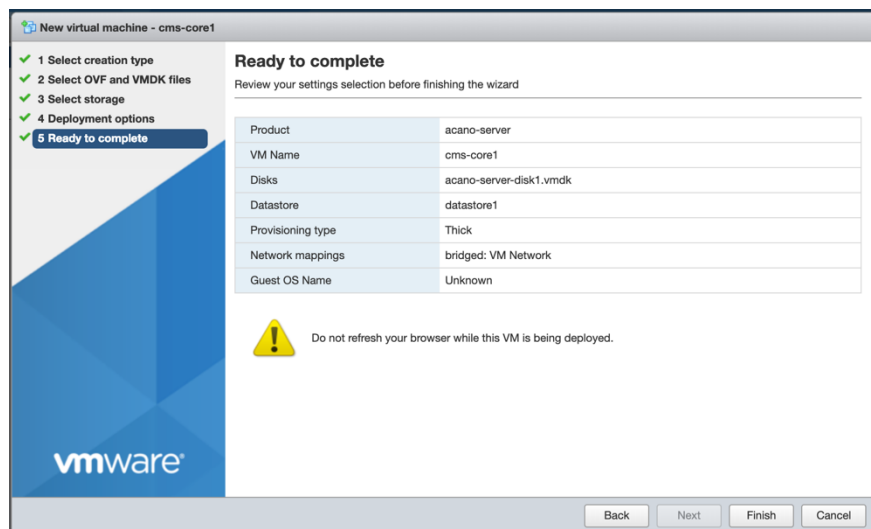 New virtual machine - cms-core1
1 Select creation type
2 Select OVF and VMDK files
3 Select storage
4 Deployment options
5 Ready to complete
Ready to complete
Review your settings selection before finishing the wizard
Product acano-server
VM Name cms-core1
Disks acano-server-disk1.vmdk
Datastore datastore1
Provisioning type Thick
Network mappings bridged: VM Network
Guest OS Name Unknown
Do not refresh your browser while this VM is being deployed.
vmware®
Back Next Finish Cancel